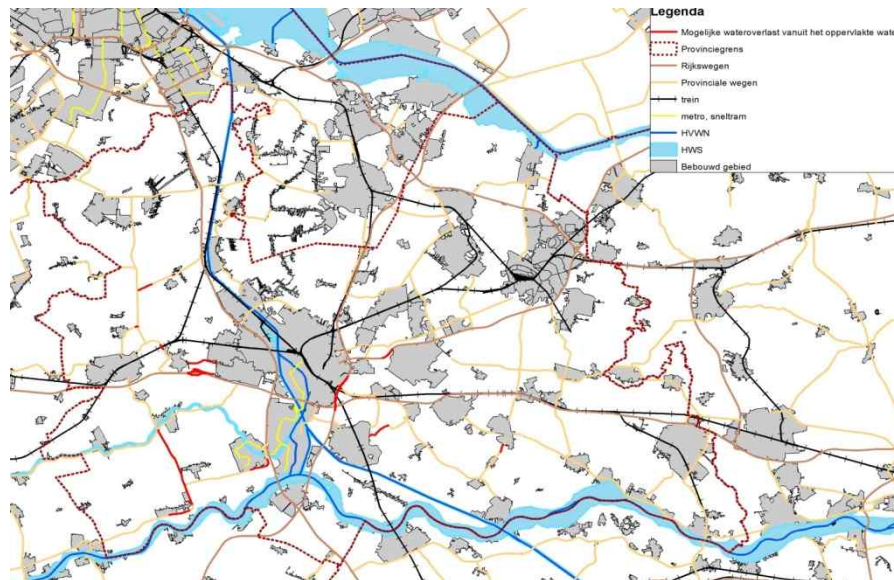 Legenda
Mogelijke wateroverlast vanuit het oppervlakte wate
Provinciegrens
Rijkswegen
Provinciale wegen
trein
metro, sneltram
HVWN
HWS
Bebouwd gebied